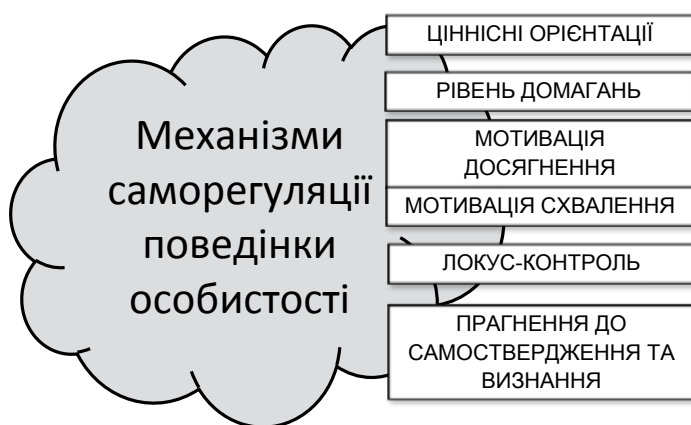 Механізми
саморегуляції
поведінки
особистості
ЦІННІСНІ ОРІЄНТАЦІЇ
РІВЕНЬ ДОМАГАНЬ
МОТИВАЦІЯ
ДОСЯГНЕННЯ
МОТИВАЦІЯ СХВАЛЕННЯ
ЛОКУС-КОНТРОЛЬ
ПРАГНЕННЯ ДО
САМОСТВЕРДЖЕННЯ ТА
ВИЗНАННЯ